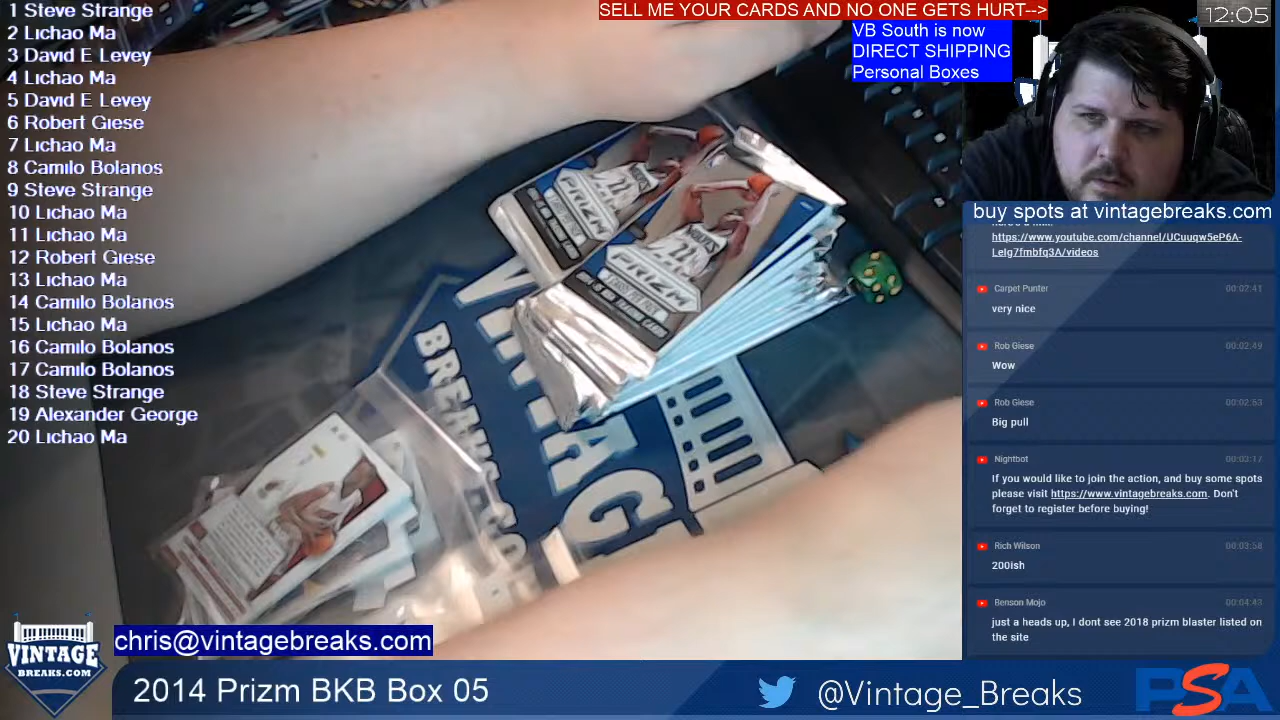 1 Steve Strange
2 Lichao Ma
3 David E Levey
4 Lichao Ma
5 David E Levey
6 Robert Giese
7 Lichao Ma
8 Camilo Bolanos
9 Steve Strange
10 Lichao Ma
11 Lichao Ma
12 Robert Giese
13 Lichao Ma
14 Camilo Bolanos
15 Lichao Ma
16 Camilo Bolanos
17 Camilo Bolanos
18 Steve Strange
19 Alexander George
20 Lichao Ma
SELL ME YOUR CARDS AND NO ONE GETS HURT-->
12:05
VB South is now
DIRECT SHIPPING
Personal Boxes
buy spots at vintagebreaks.com
https://www.youtube.com/channel/UCuuqw5eP6A-
LeIg7fmbfq3A/videos
Carpet Punter 00:02:41
very nice
Rob Giese 00:02:49
Wow
Rob Giese 00:02:53
Big pull
Nightbot 00:03:17
If you would like to join the action, and buy some spots
please visit https://www.vintagebreaks.com. Don't
forget to register before buying!
Rich Wilson 00:03:58
200ish
Benson Mojo 00:04:43
just a heads up, I dont see 2018 prizm blaster listed on
the site
PRIZM
PRIZM
BREAKS.CO
VINTAGE
BREAKS.COM
chris@vintagebreaks.com
2014 Prizm BKB Box 05
@Vintage_Breaks
PSA